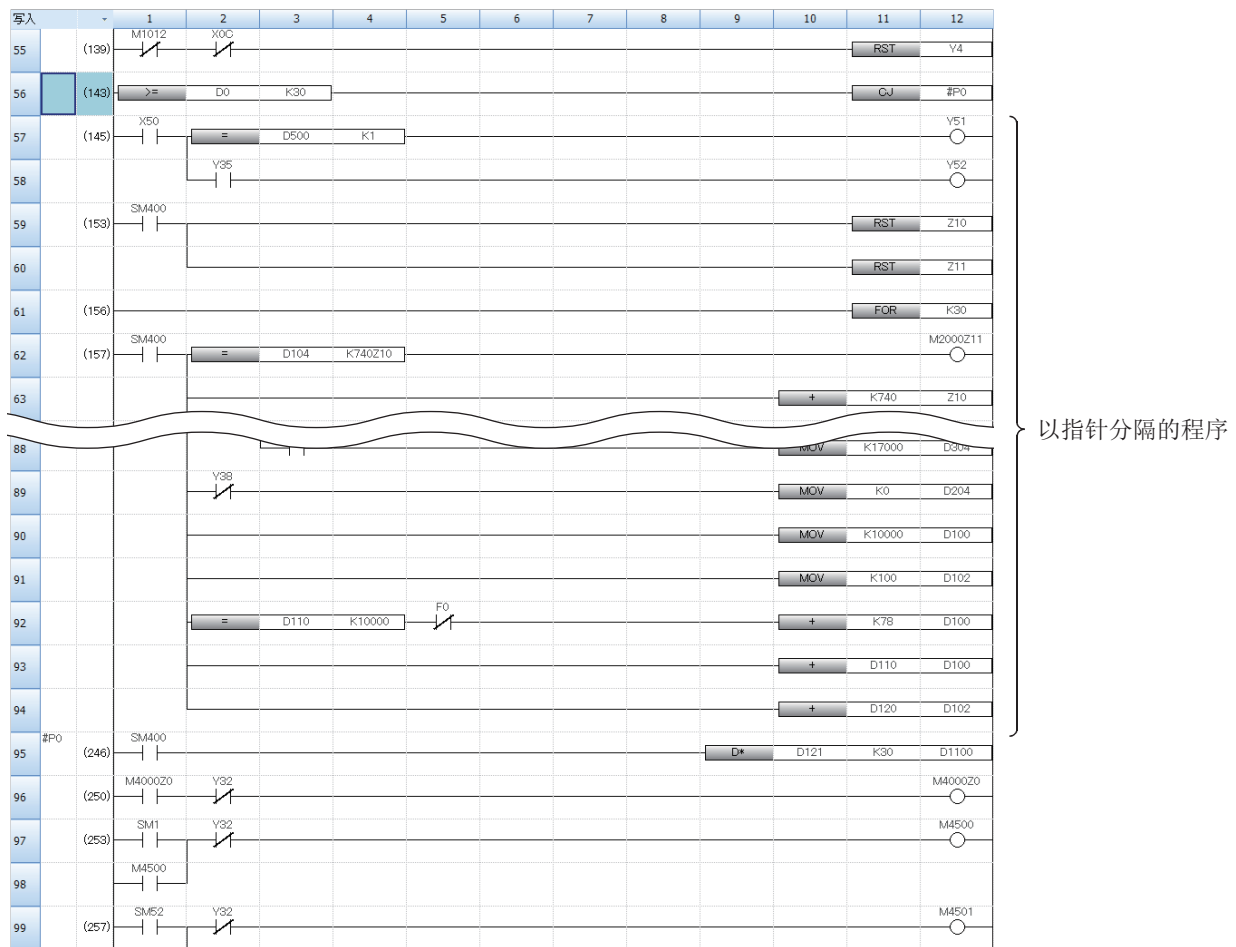 写入 1 2 3 4 5 6 7 8 9 10 11 12
M1012 X0C
55 (139) RST Y4
56 (143) >= D0 K30 CJ #P0
X50 Y51
57 (145) = D500 K1
Y35 Y52
58
SM400
59 (153) RST Z10
60 RST Z11
61 (156) FOR K30
SM400 M2000Z11
62 (157) = D104 K740Z10
63 + K740 Z10
以指针分隔的程序
88 MOV K17000 D304
Y38
89 MOV K0 D204
90 MOV K10000 D100
91 MOV K100 D102
F0
92 = D110 K10000 + K78 D100
93 + D110 D100
94 + D120 D102
#P0 SM400
95 (246) D* D121 K30 D1100
M4000Z0 Y32 M4000Z0
96 (250)
SM1 Y32 M4500
97 (253)
M4500
98
SM52 Y32 M4501
99 (257)